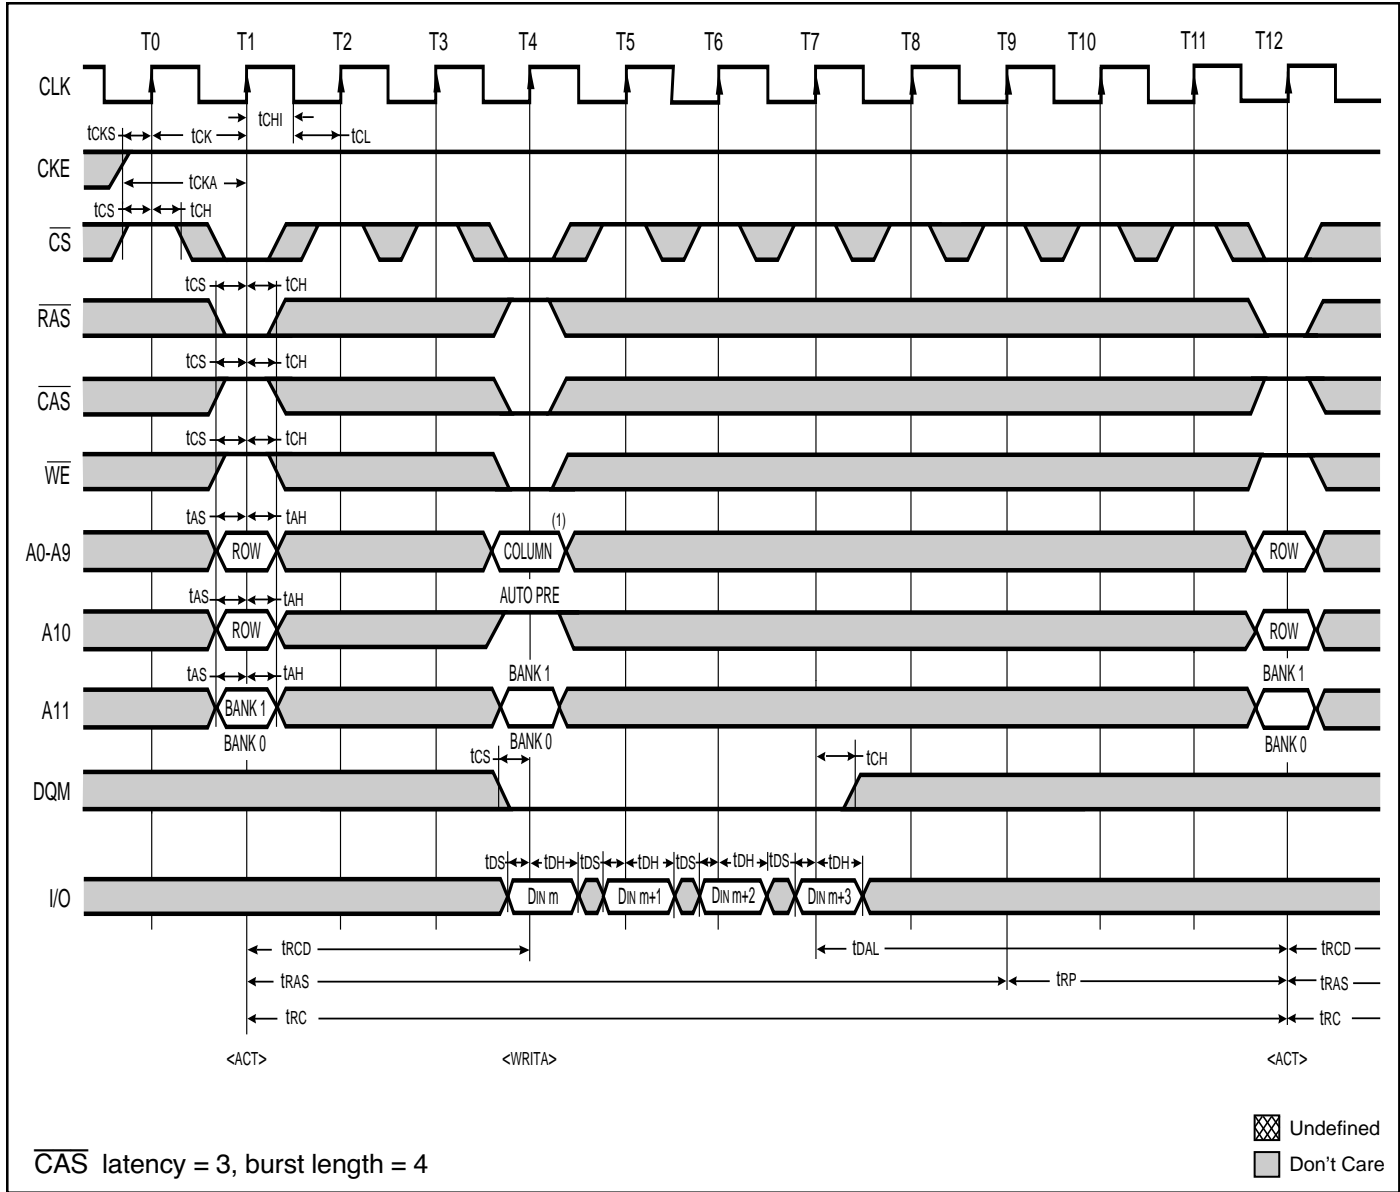 T0 T1 T2 T3 T4 T5 T6 T7 T8 T9 T10 T11 T12
CLK
tCHI
tCKS tCK tCL
CKE
tCKA
tCS tCH
CS
tCS tCH
RAS
tCS tCH
CAS
tCS tCH
WE
tAS tAH (1)
A0-A9 ROW COLUMN ROW
tAS tAH AUTO PRE
A10 ROW ROW
tAS tAH BANK 1 BANK 1
A11 BANK 1
BANK 0 BANK 0 BANK 0
tCS tCH
DQM
tDS tDH tDS tDH tDS tDH tDS tDH
I/O DIN m DIN m+1 DIN m+2 DIN m+3
tRCD tDAL tRCD
tRAS tRP tRAS
tRC tRC
<ACT> <WRITA> <ACT>
Undefined
CAS latency = 3, burst length = 4
Don't Care